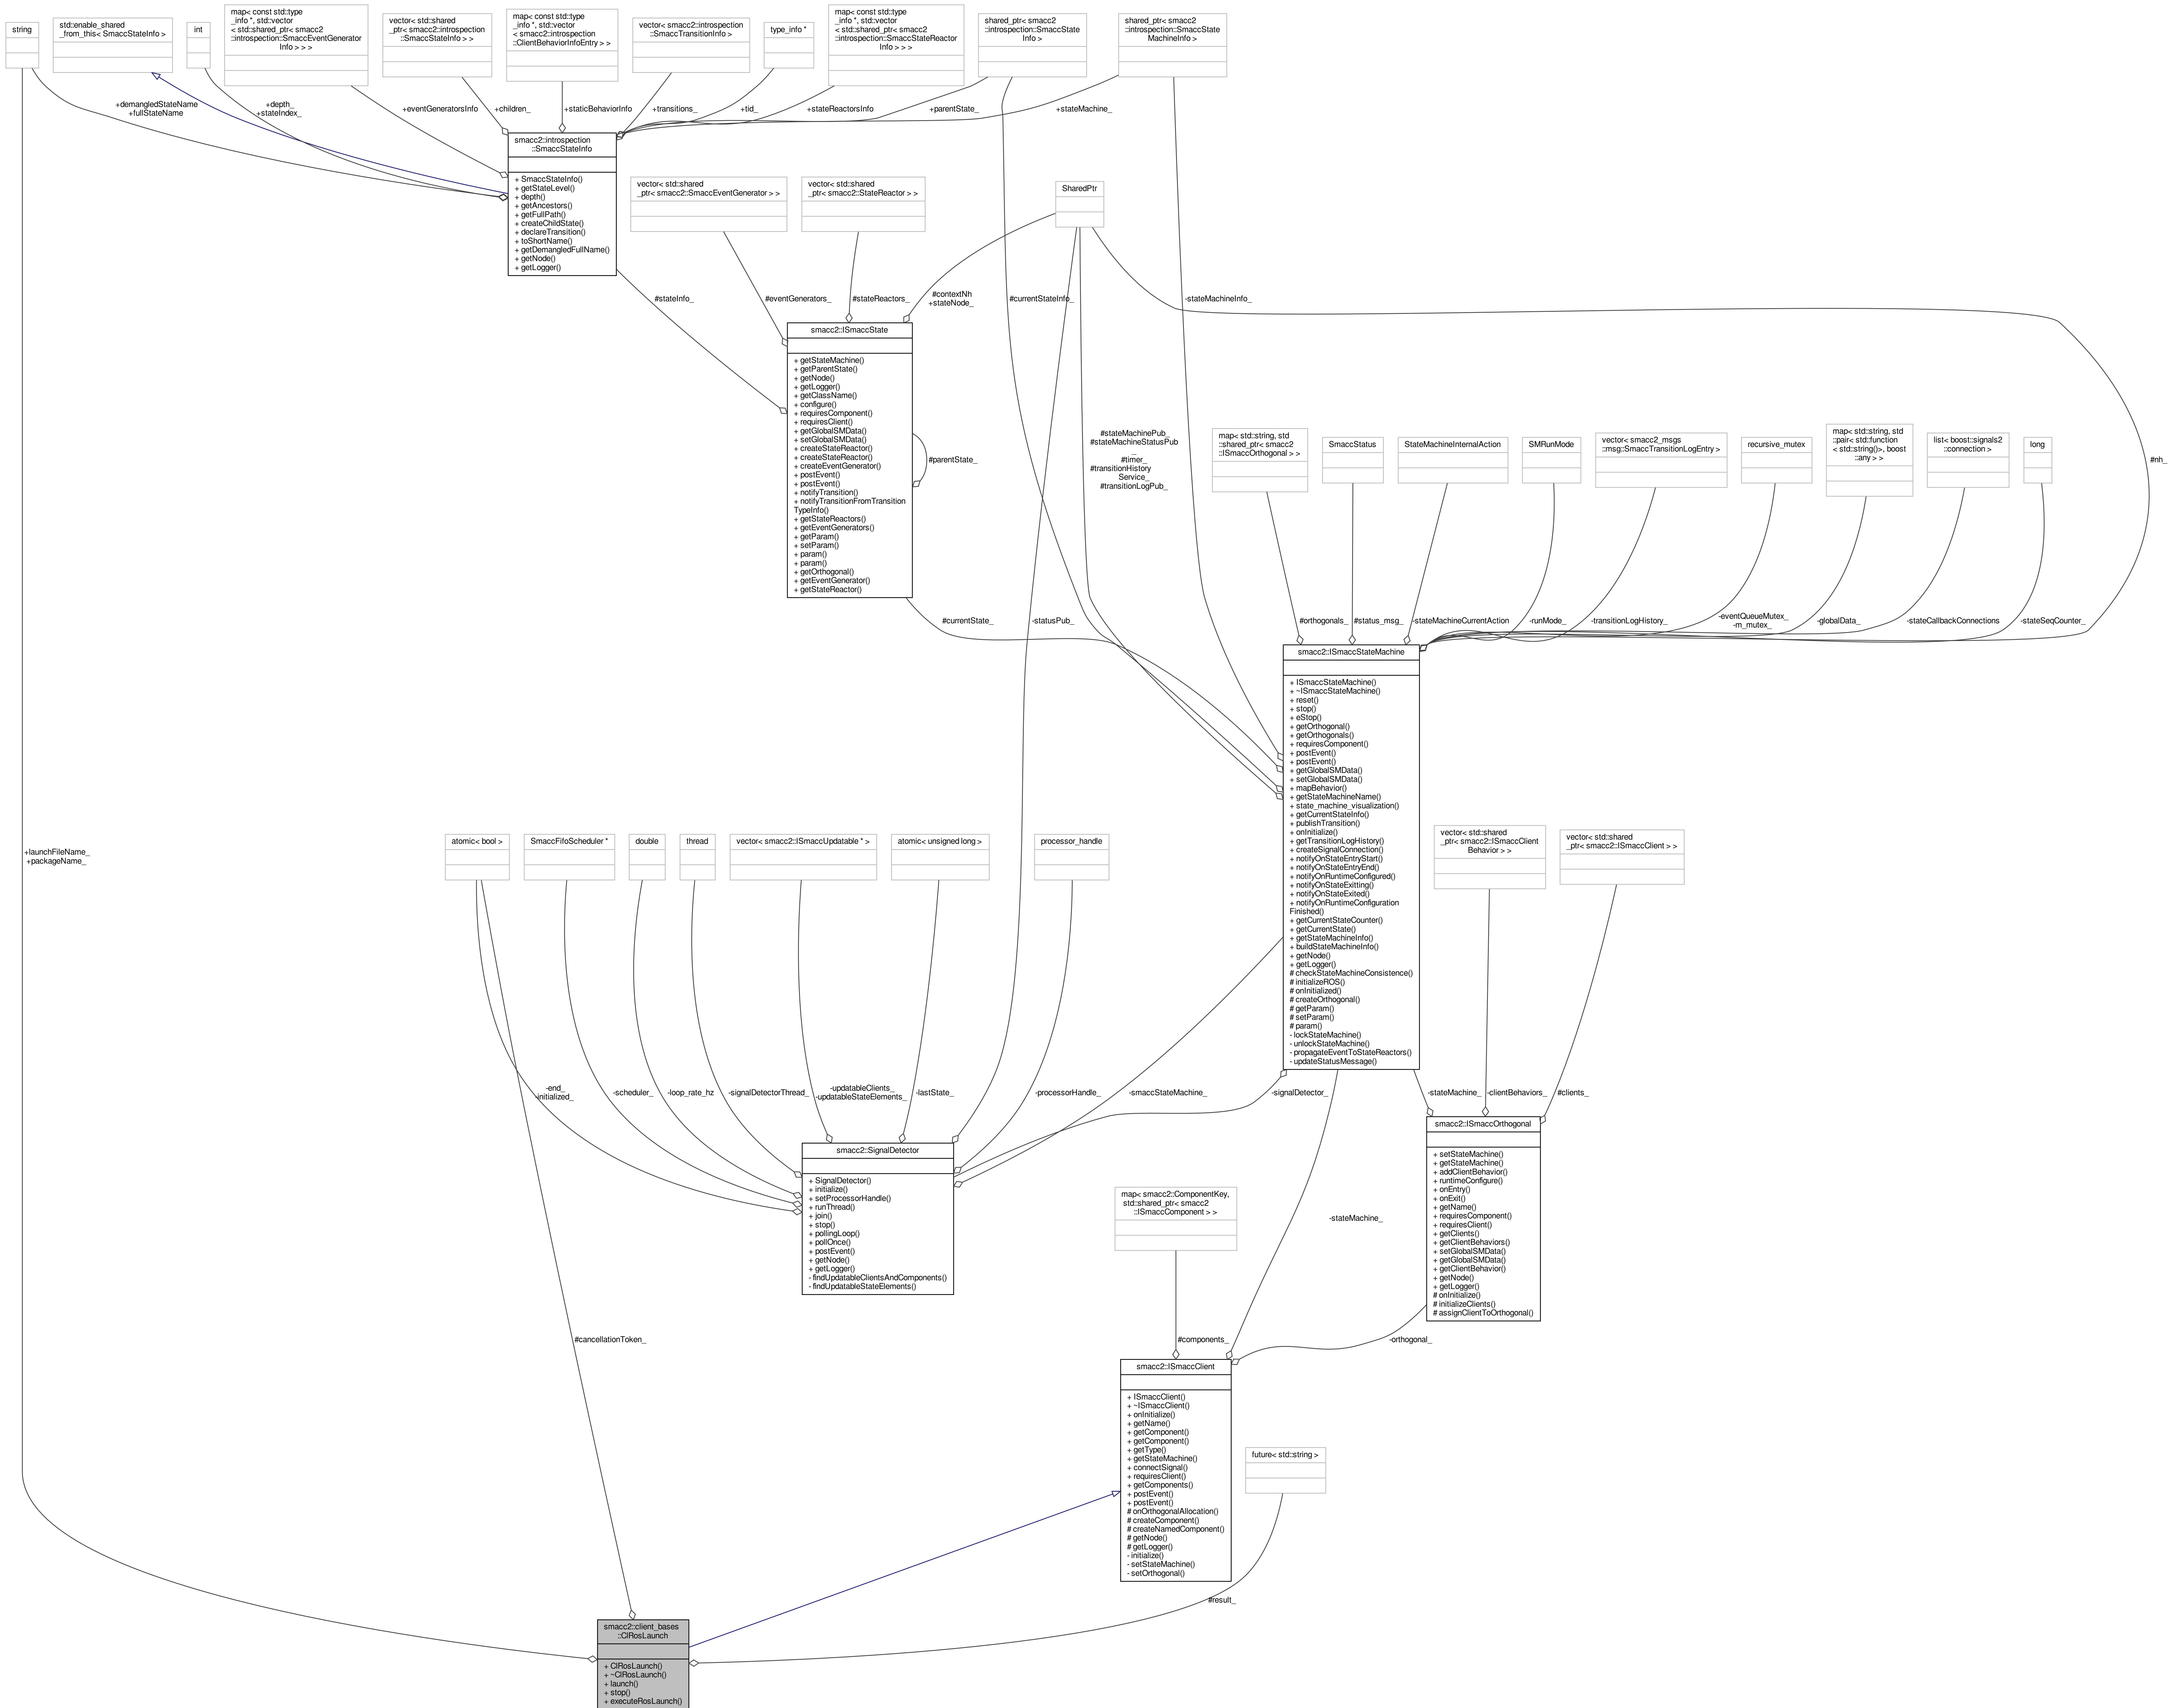 string
std::enable_shared
_from_this< SmaccStateInfo >
int
map< const std::type
_info *, std::vector
< std::shared_ptr< smacc2
::introspection::SmaccEventGenerator
Info > > >
vector< std::shared
_ptr< smacc2::introspection
::SmaccStateInfo > >
map< const std::type
_info *, std::vector
< smacc2::introspection
::ClientBehaviorInfoEntry > >
vector< smacc2::introspection
::SmaccTransitionInfo >
type_info *
map< const std::type
_info *, std::vector
< std::shared_ptr< smacc2
::introspection::SmaccStateReactor
Info > > >
shared_ptr< smacc2
::introspection::SmaccState
Info >
shared_ptr< smacc2
::introspection::SmaccState
MachineInfo >
+demangledStateName
+fullStateName
+depth_
+stateIndex_
+eventGeneratorsInfo
+children_
+staticBehaviorInfo
+transitions_
+tid_
+stateReactorsInfo
+parentState_
+stateMachine_
smacc2::introspection
::SmaccStateInfo
+ SmaccStateInfo()
+ getStateLevel()
+ depth()
+ getAncestors()
+ getFullPath()
+ createChildState()
+ declareTransition()
+ toShortName()
+ getDemangledFullName()
+ getNode()
+ getLogger()
vector< std::shared
_ptr< smacc2::SmaccEventGenerator > >
vector< std::shared
_ptr< smacc2::StateReactor > >
SharedPtr
#stateInfo_
#eventGenerators_
#stateReactors_
#contextNh
+stateNode_
#currentStateInfo_
-stateMachineInfo_
smacc2::ISmaccState
+ getStateMachine()
+ getParentState()
+ getNode()
+ getLogger()
+ getClassName()
+ configure()
+ requiresComponent()
+ requiresClient()
+ getGlobalSMData()
+ setGlobalSMData()
+ createStateReactor()
+ createStateReactor()
+ createEventGenerator()
+ postEvent()
+ postEvent()
+ notifyTransition()
+ notifyTransitionFromTransition
TypeInfo()
+ getStateReactors()
+ getEventGenerators()
+ getParam()
+ setParam()
+ param()
+ param()
+ getOrthogonal()
+ getEventGenerator()
+ getStateReactor()
#parentState_
#stateMachinePub_
#stateMachineStatusPub
_
#timer_
#transitionHistory
Service_
#transitionLogPub_
map< std::string, std
::shared_ptr< smacc2
::ISmaccOrthogonal > >
SmaccStatus
StateMachineInternalAction
SMRunMode
vector< smacc2_msgs
::msg::SmaccTransitionLogEntry >
recursive_mutex
map< std::string, std
::pair< std::function
< std::string()>, boost
::any > >
list< boost::signals2
::connection >
long
#nh_
#currentState_
-statusPub_
#orthogonals_
#status_msg_
-stateMachineCurrentAction
-runMode_
-transitionLogHistory_
-eventQueueMutex_
-m_mutex_
-globalData_
-stateCallbackConnections
-stateSeqCounter_
smacc2::ISmaccStateMachine
+ ISmaccStateMachine()
+ ~ISmaccStateMachine()
+ reset()
+ stop()
+ eStop()
+ getOrthogonal()
+ getOrthogonals()
+ requiresComponent()
+ postEvent()
+ postEvent()
+ getGlobalSMData()
+ setGlobalSMData()
+ mapBehavior()
+ getStateMachineName()
+ state_machine_visualization()
+ getCurrentStateInfo()
+ publishTransition()
+ onInitialize()
+ getTransitionLogHistory()
+ createSignalConnection()
+ notifyOnStateEntryStart()
+ notifyOnStateEntryEnd()
+ notifyOnRuntimeConfigured()
+ notifyOnStateExitting()
+ notifyOnStateExited()
+ notifyOnRuntimeConfiguration
Finished()
+ getCurrentStateCounter()
+ getCurrentState()
+ getStateMachineInfo()
+ buildStateMachineInfo()
+ getNode()
+ getLogger()
# checkStateMachineConsistence()
# initializeROS()
# onInitialized()
# createOrthogonal()
# getParam()
# setParam()
# param()
- lockStateMachine()
- unlockStateMachine()
- propagateEventToStateReactors()
- updateStatusMessage()
+launchFileName_
+packageName_
atomic< bool >
SmaccFifoScheduler *
double
thread
vector< smacc2::ISmaccUpdatable * >
atomic< unsigned long >
processor_handle
vector< std::shared
_ptr< smacc2::ISmaccClient
Behavior > >
vector< std::shared
_ptr< smacc2::ISmaccClient > >
-end_
-initialized_
-scheduler_
-loop_rate_hz
-signalDetectorThread_
-updatableClients_
-updatableStateElements_
-lastState_
-processorHandle_
-smaccStateMachine_
-signalDetector_
-stateMachine_
-clientBehaviors_
#clients_
smacc2::SignalDetector
+ SignalDetector()
+ initialize()
+ setProcessorHandle()
+ runThread()
+ join()
+ stop()
+ pollingLoop()
+ pollOnce()
+ postEvent()
+ getNode()
+ getLogger()
- findUpdatableClientsAndComponents()
- findUpdatableStateElements()
smacc2::ISmaccOrthogonal
+ setStateMachine()
+ getStateMachine()
+ addClientBehavior()
+ runtimeConfigure()
+ onEntry()
+ onExit()
+ getName()
+ requiresComponent()
+ requiresClient()
+ getClients()
+ getClientBehaviors()
+ setGlobalSMData()
+ getGlobalSMData()
+ getClientBehavior()
+ getNode()
+ getLogger()
# onInitialize()
# initializeClients()
# assignClientToOrthogonal()
map< smacc2::ComponentKey,
std::shared_ptr< smacc2
::ISmaccComponent > >
-stateMachine_
#cancellationToken_
#components_
-orthogonal_
smacc2::ISmaccClient
+ ISmaccClient()
+ ~ISmaccClient()
+ onInitialize()
+ getName()
+ getComponent()
+ getComponent()
+ getType()
+ getStateMachine()
+ connectSignal()
+ requiresClient()
+ getComponents()
+ postEvent()
+ postEvent()
# onOrthogonalAllocation()
# createComponent()
# createNamedComponent()
# getNode()
# getLogger()
- initialize()
- setStateMachine()
- setOrthogonal()
future< std::string >
#result_
smacc2::client_bases
::ClRosLaunch
+ ClRosLaunch()
+ ~ClRosLaunch()
+ launch()
+ stop()
+ executeRosLaunch()